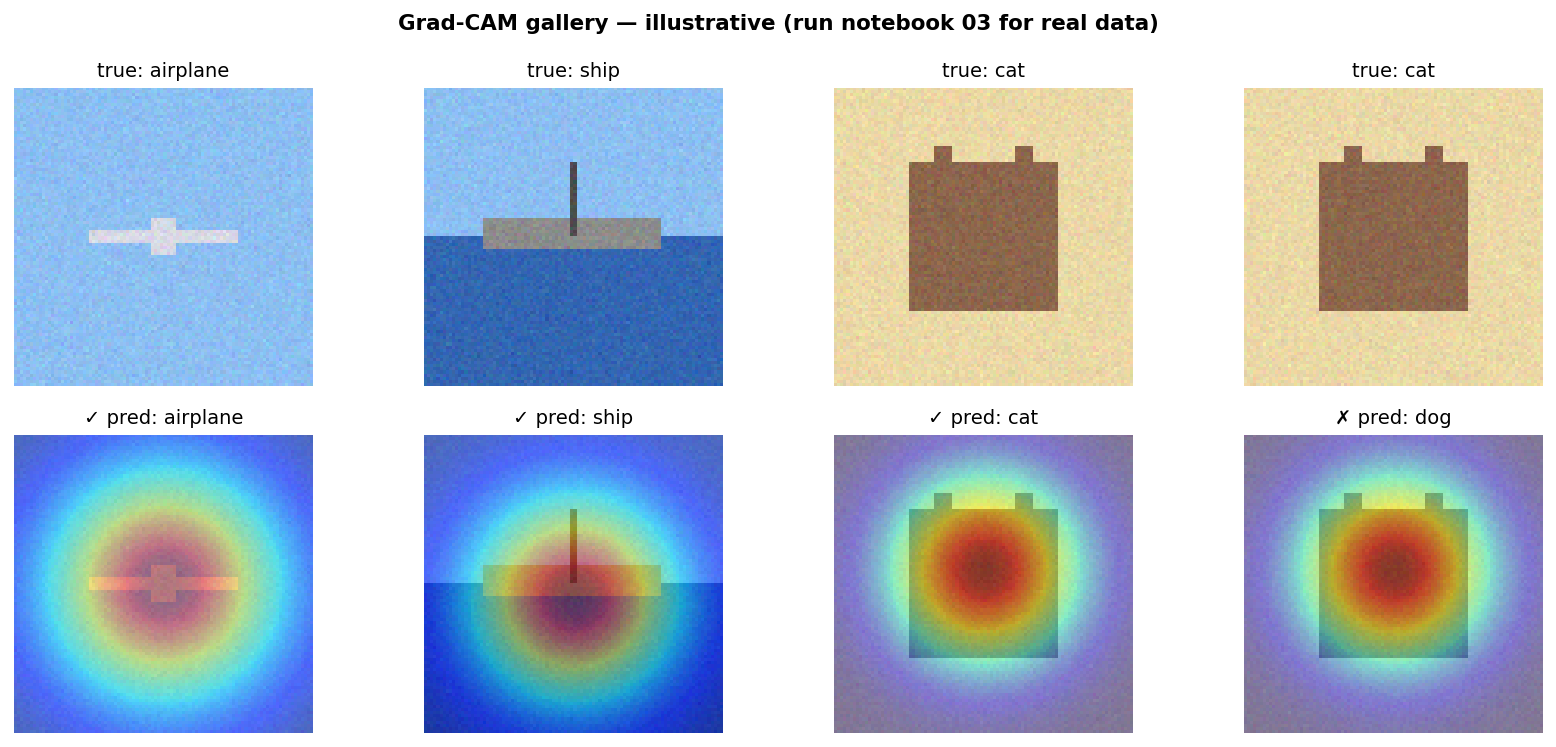 Grad-CAM gallery — illustrative (run notebook 03 for real data)
true: airplane
true: ship
true: cat
true: cat
✓ pred: airplane
✓ pred: ship
✓ pred: cat
✗ pred: dog